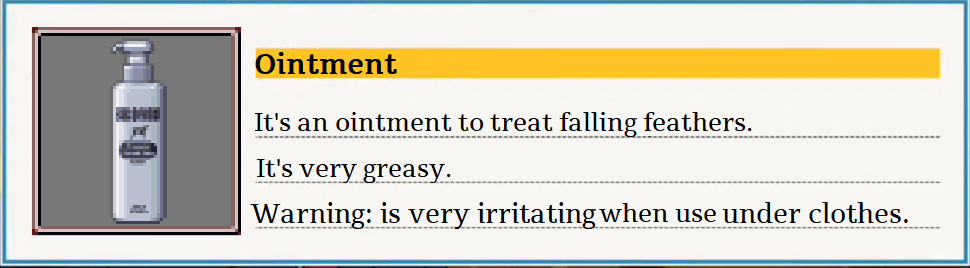 Ointment
It's an ointment to treat falling feathers.
It's very greasy.
Warning: is very irritating when use under clothes.